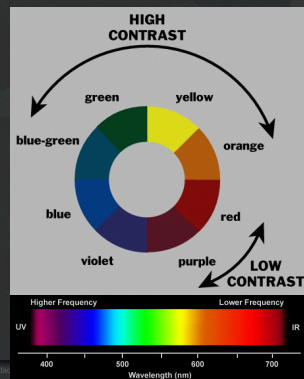 HIGH
CONTRAST
green
yellow
blue-green
orange
blue
red
violet
purple
LOW
CONTRAST
Higher Frequency
Lower Frequency
UV
IR
400
500
600
700
Wavelength (nm)